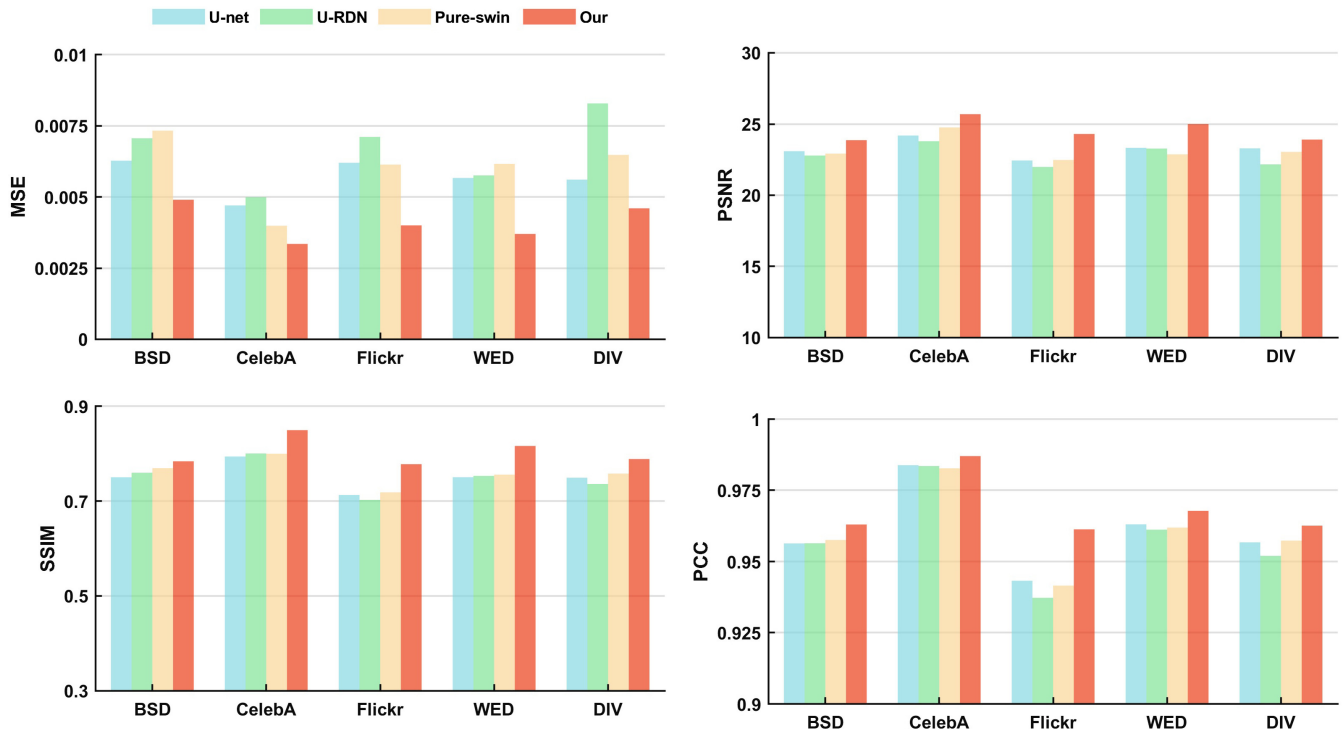 U-net U-RDN Pure-swin Our
MSE
0.01
0.0075
0.005
0.0025
0
BSD CelebA Flickr WED DIV
PSNR
30
25
20
15
10
BSD CelebA Flickr WED DIV
SSIM
0.9
0.7
0.5
0.3
BSD CelebA Flickr WED DIV
PCC
1
0.975
0.95
0.925
0.9
BSD CelebA Flickr WED DIV